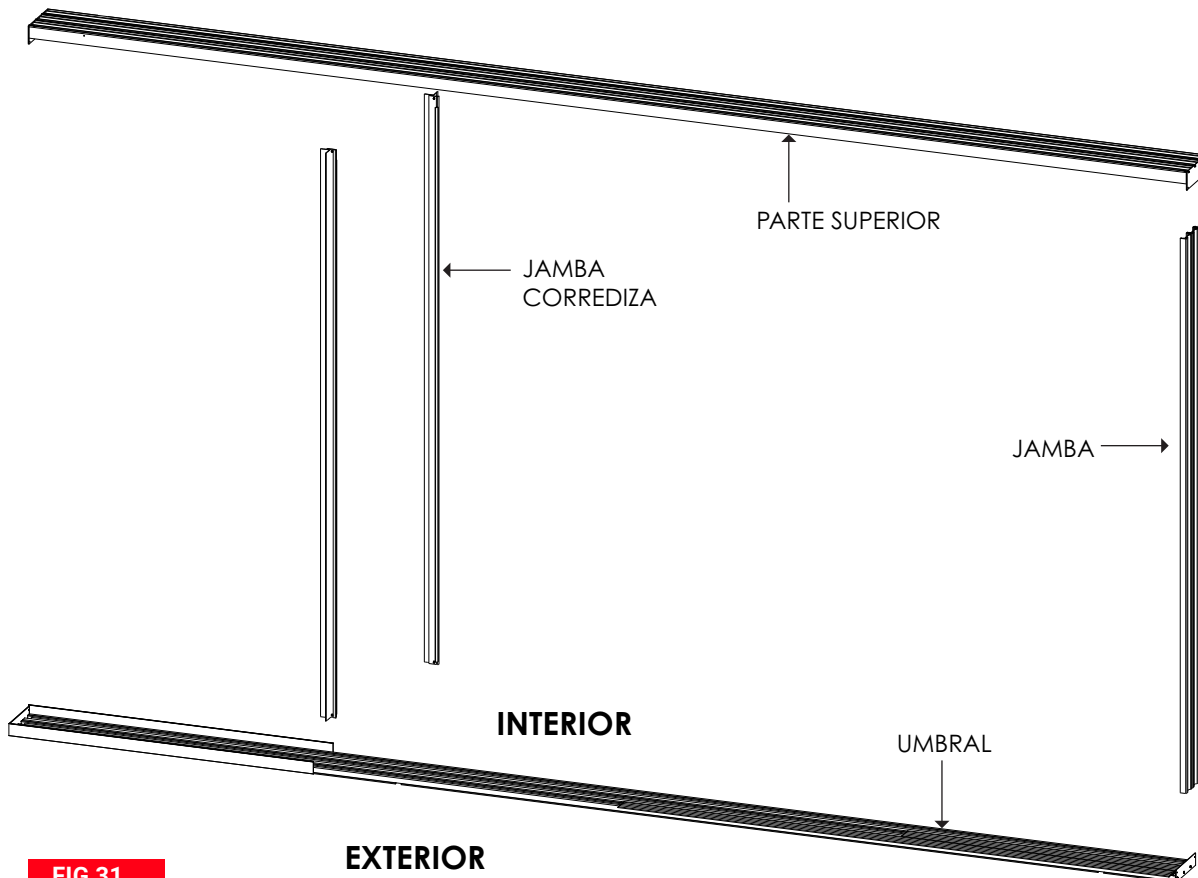 PARTE SUPERIOR
JAMBA
CORREDIZA
JAMBA
INTERIOR
UMBRAL
EXTERIOR
FIG 31